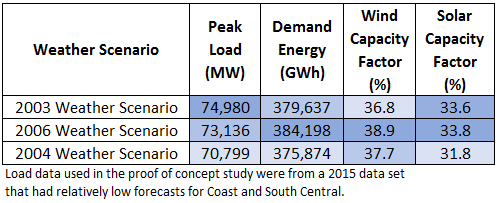 Weather Scenario Peak Load (MW) Demand Energy (GWh) Wind Capacity Factor (%) Solar Capacity Factor (%)
2003 Weather Scenario 74,980 379,637 36.8 33.6
2006 Weather Scenario 73,136 384,198 38.9 33.8
2004 Weather Scenario 70,799 375,874 37.7 31.8
Load data used in the proof of concept study were from a 2015 data set
that had relatively low forecasts for Coast and South Central.